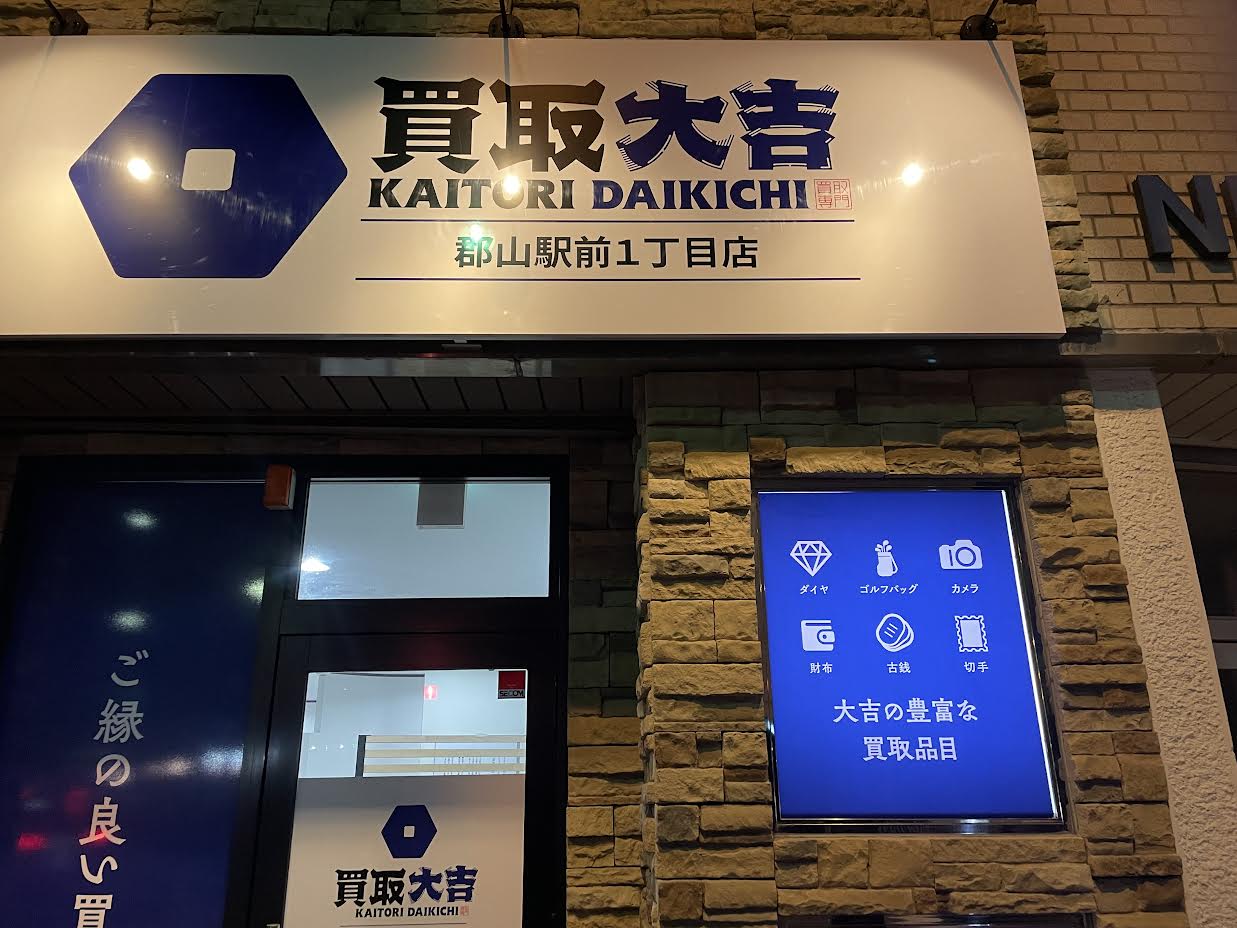 買取大吉
KAITORI DAIKICHI 買取専門
郡山駅前1丁目店
N
ダイヤ ゴルフバッグ カメラ
財布 古銭 切手
大吉の豊富な
買取品目
ご縁の良い買
SECOM
買取大吉
KAITORI DAIKICHI